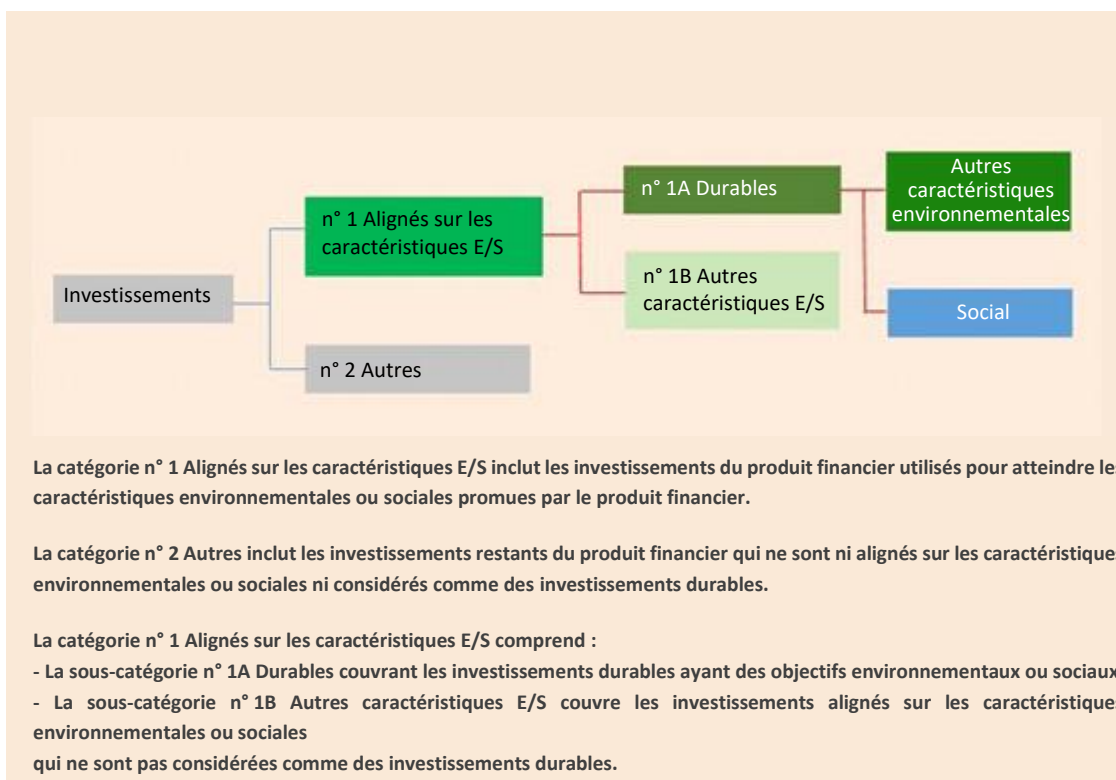 Investissements
n° 1 Alignés sur les
caractéristiques E/S
n° 2 Autres
n° 1A Durables
n° 1B Autres
caractéristiques E/S
Autres
caractéristiques
environnementales
Social
La catégorie n° 1 Alignés sur les caractéristiques E/S inclut les investissements du produit financier utilisés pour atteindre le
caractéristiques environnementales ou sociales promues par le produit financier.
La catégorie n° 2 Autres inclut les investissements restants du produit financier qui ne sont ni alignés sur les caractéristique
environnementales ou sociales ni considérés comme des investissements durables.
La catégorie n° 1 Alignés sur les caractéristiques E/S comprend :
- La sous-catégorie n° 1A Durables couvrant les investissements durables ayant des objectifs environnementaux ou sociaux
- La sous-catégorie n° 1B Autres caractéristiques E/S couvre les investissements alignés sur les caractéristique
environnementales ou sociales
qui ne sont pas considérées comme des investissements durables.